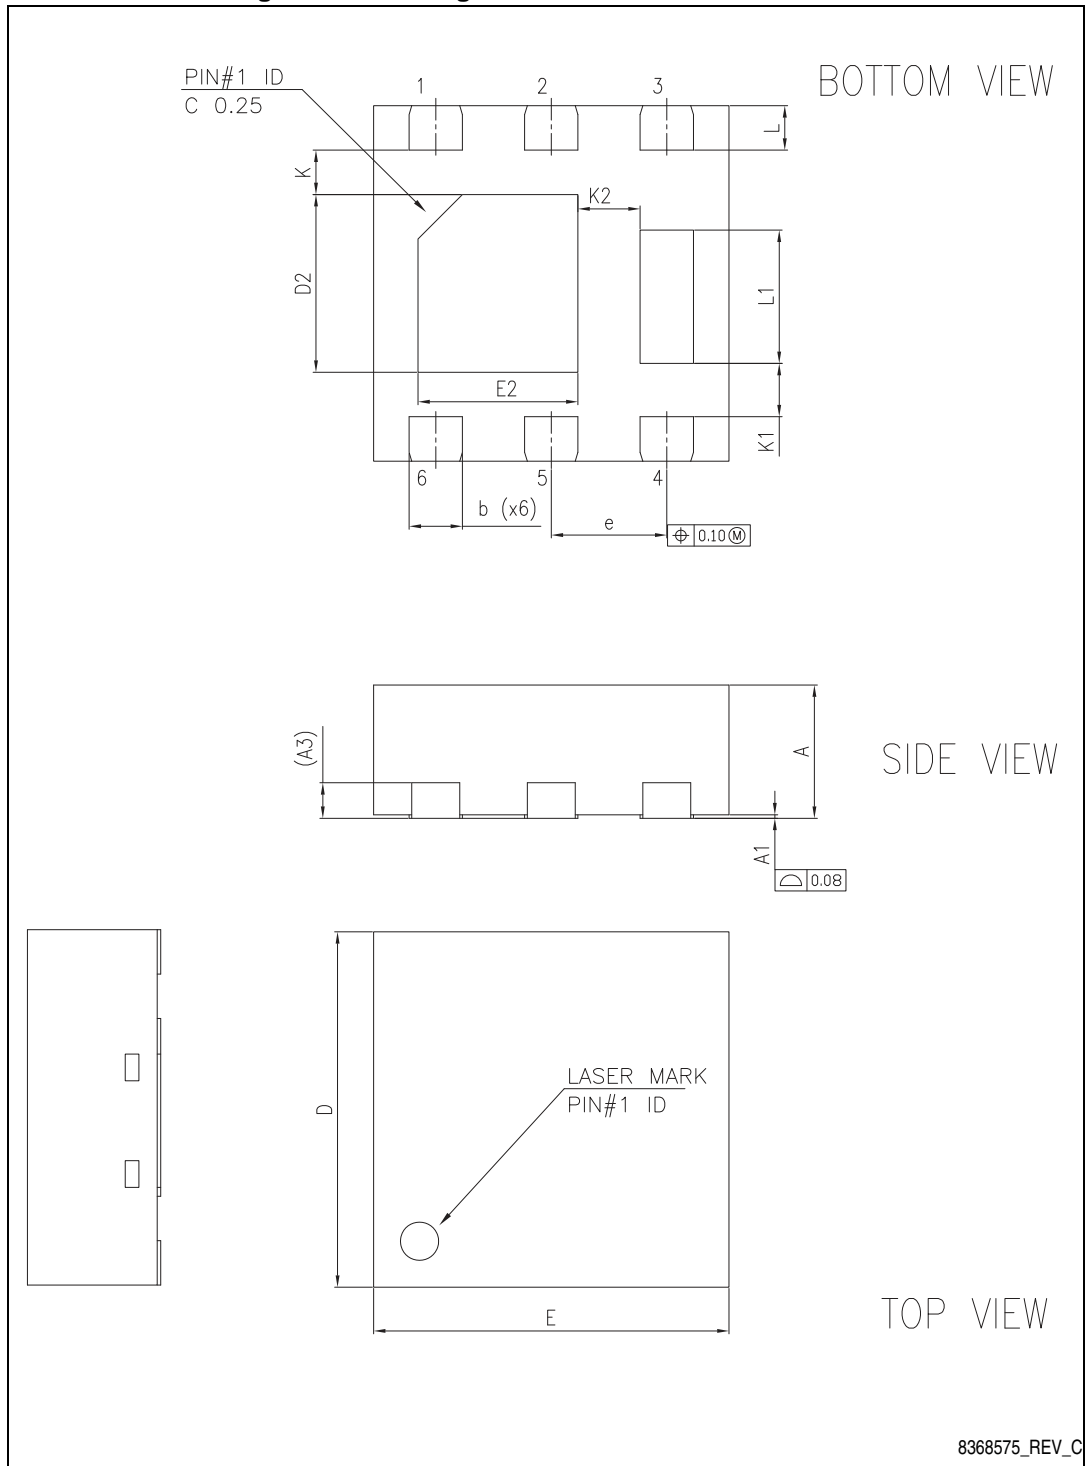 PIN#1 ID
C 0.25
1
2
3
BOTTOM VIEW
L
K
K2
D2
L1
E2
K1
6
5
4
b (x6)
e
0.10 Ⓜ
(A3)
A
SIDE VIEW
A1
0.08
LASER MARK
PIN#1 ID
D
E
TOP VIEW
8368575_REV_C